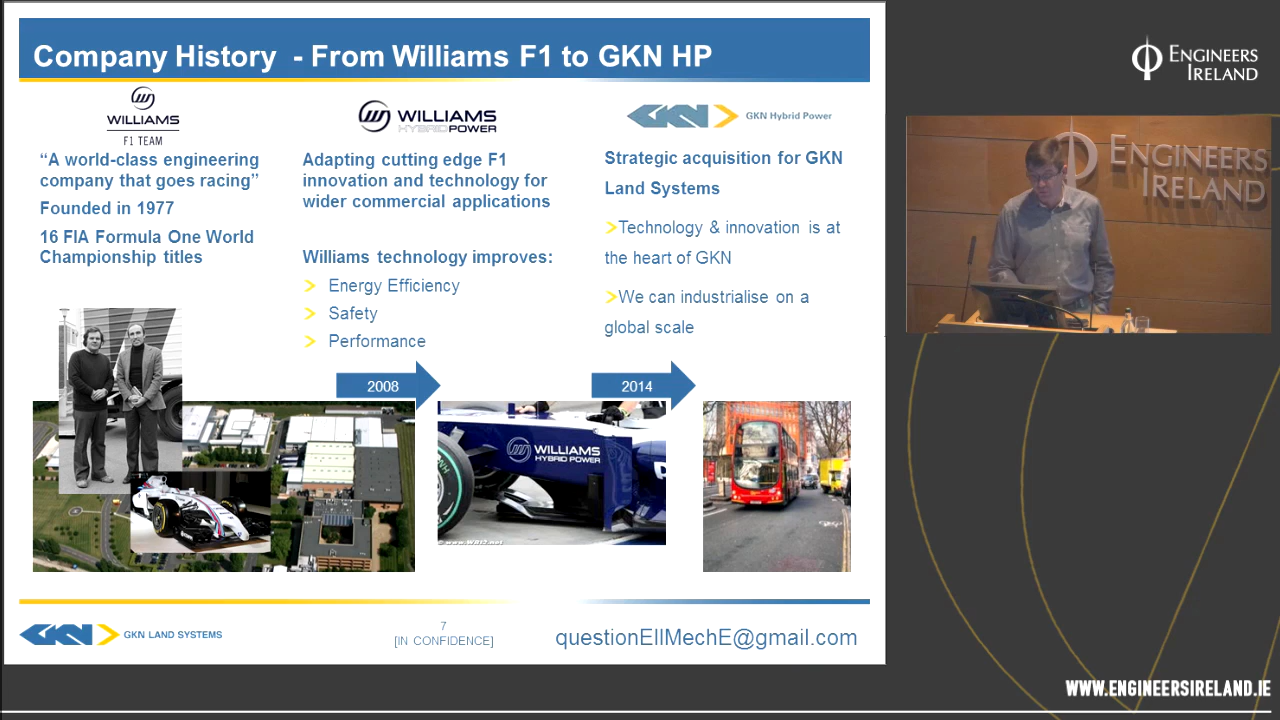 Company History - From Williams F1 to GKN HP
WILLIAMS
F1 TEAM
“A world-class engineering
company that goes racing”
Founded in 1977
16 FIA Formula One World
Championship titles
WILLIAMS
HYBRID POWER
Adapting cutting edge F1
innovation and technology for
wider commercial applications
Williams technology improves:
Energy Efficiency
Safety
Performance
GKN
GKN Hybrid Power
Strategic acquisition for GKN
Land Systems
Technology & innovation is at
the heart of GKN
We can industrialise on a
global scale
2008
2014
WILLIAMS
HYBRID POWER
GKN GKN LAND SYSTEMS
7
[IN CONFIDENCE]
questionEIIMechE@gmail.com
ENGINEERS
IRELAND
ENGINEERS
IRELAND
WWW.ENGINEERSIRELAND.IE